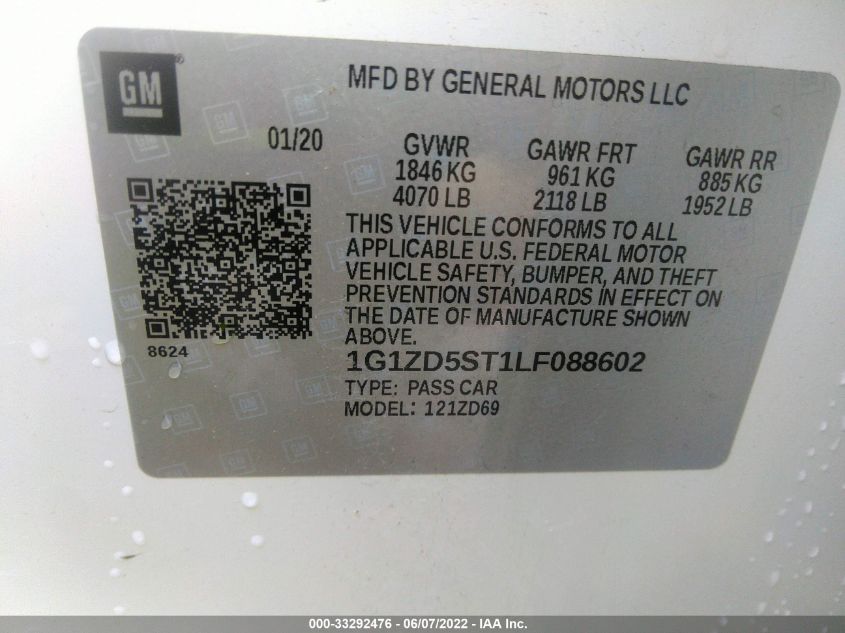 GM
MFD BY GENERAL MOTORS LLC
01/20
GVWR GAWR FRT GAWR RR
1846 KG 961 KG 885 KG
4070 LB 2118 LB 1952 LB
THIS VEHICLE CONFORMS TO ALL
APPLICABLE U.S. FEDERAL MOTOR
VEHICLE SAFETY, BUMPER, AND THEFT
PREVENTION STANDARDS IN EFFECT ON
THE DATE OF MANUFACTURE SHOWN
ABOVE.
8624
1G1ZD5ST1LF088602
TYPE: PASS CAR
MODEL: 121ZD69
000-33292476 - 06/07/2022 - IAA Inc.